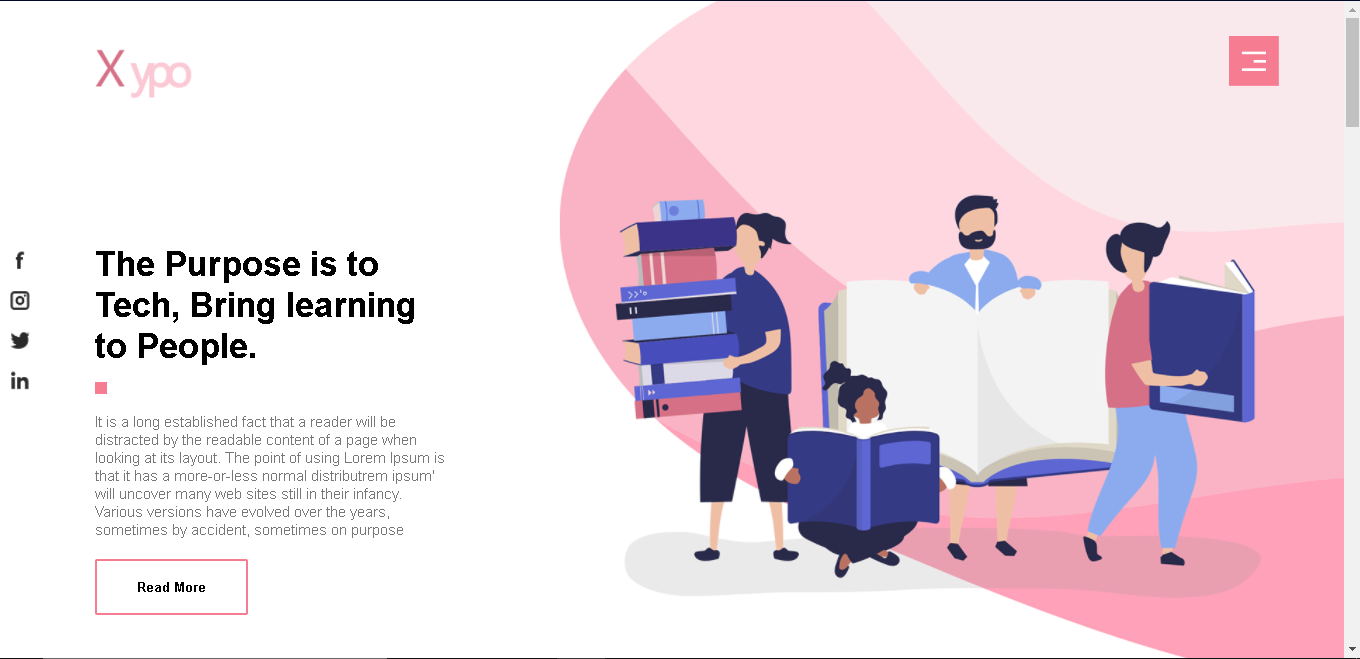 X ypo
The Purpose is to
Tech, Bring learning
to People.
It is a long established fact that a reader will be
distracted by the readable content of a page when
looking at its layout. The point of using Lorem Ipsum is
that it has a more-or-less normal distributrem ipsum'
will uncover many web sites still in their infancy.
Various versions have evolved over the years,
sometimes by accident, sometimes on purpose
Read More